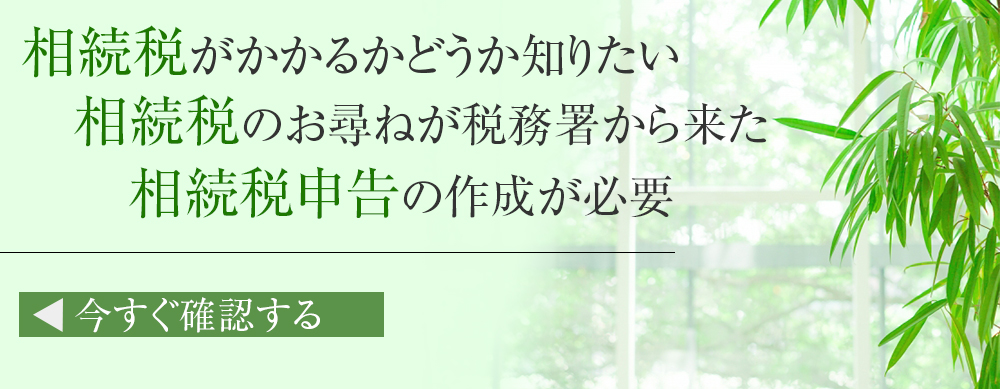 相続税がかかるかどうか知りたい
相続税のお尋ねが税務署から来た
相続税申告の作成が必要
◀ 今すぐ確認する